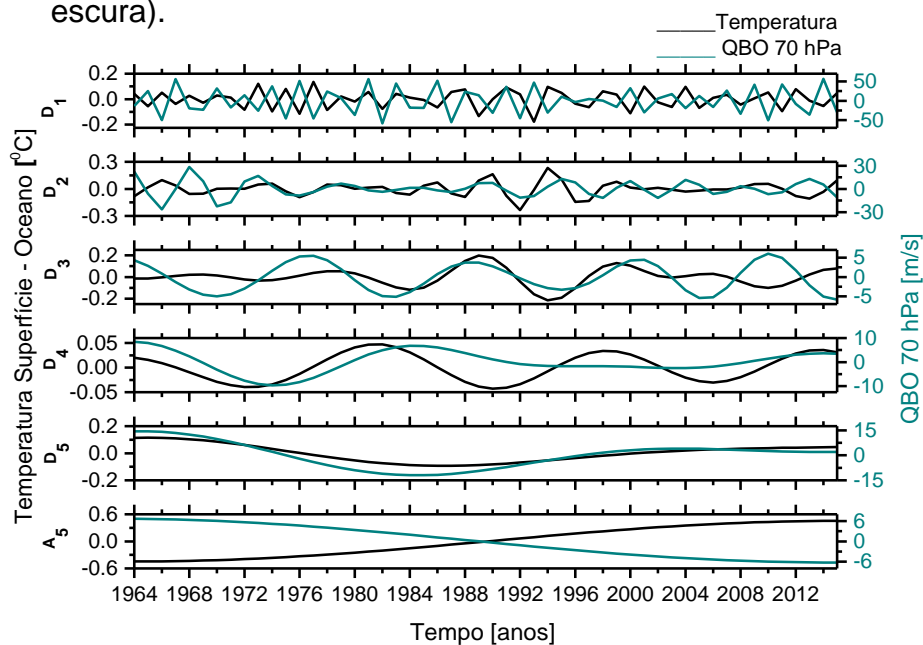 escura).
Temperatura
QBO 70 hPa
Temperatura Superfície - Oceano [⁰C]
QBO 70 hPa [m/s]
D1
0.2
0.0
-0.2
50
0
-50
D2
0.3
0.0
-0.3
30
0
-30
D3
0.2
0.0
-0.2
5
0
-5
D4
0.05
0.00
-0.05
10
0
-10
D5
0.2
0.0
-0.2
15
0
-15
A5
0.6
0.0
-0.6
6
0
-6
1964 1968 1972 1976 1980 1984 1988 1992 1996 2000 2004 2008 2012
Tempo [anos]